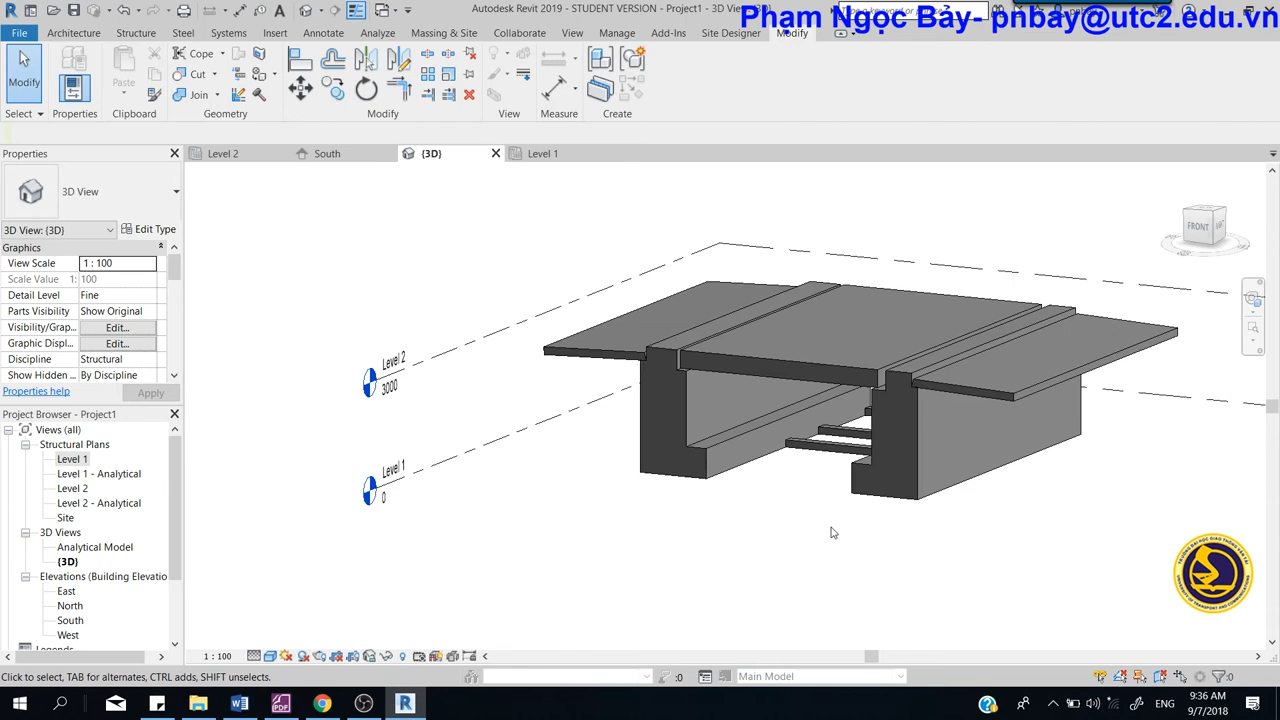 Autodesk Revit 2019 - STUDENT VERSION - Project1
Phạm Ngọc Bảy- pnbay@utc2.edu.vn
File
Architecture
Structure
Steel
Systems
Insert
Annotate
Analyze
Massing & Site
Collaborate
View
Manage
Add-Ins
Site Designer
Modify
Modify
Paste
Cope
Cut
Join
Select
Properties
Clipboard
Geometry
Modify
View
Measure
Create
Properties
Level 2
South
{3D}
Level 1
3D View
3D View: {3D}
Edit Type
Graphics
View Scale
1 : 100
Scale Value 1:
100
Detail Level
Fine
Parts Visibility
Show Original
Visibility/Grap...
Edit...
Graphic Displ...
Edit...
Discipline
Structural
Show Hidden ...
By Discipline
Properties help
Apply
Project Browser - Project1
Views (all)
Structural Plans
Level 1
Level 1 - Analytical
Level 2
Level 2 - Analytical
Site
3D Views
Analytical Model
{3D}
Elevations (Building Elevatio
East
North
South
West
Legends
Level 2
3000
Level 1
0
FRONT
1 : 100
Click to select, TAB for alternates, CTRL adds, SHIFT unselects.
:0
Main Model
:0
ENG
9:36 AM
9/7/2018